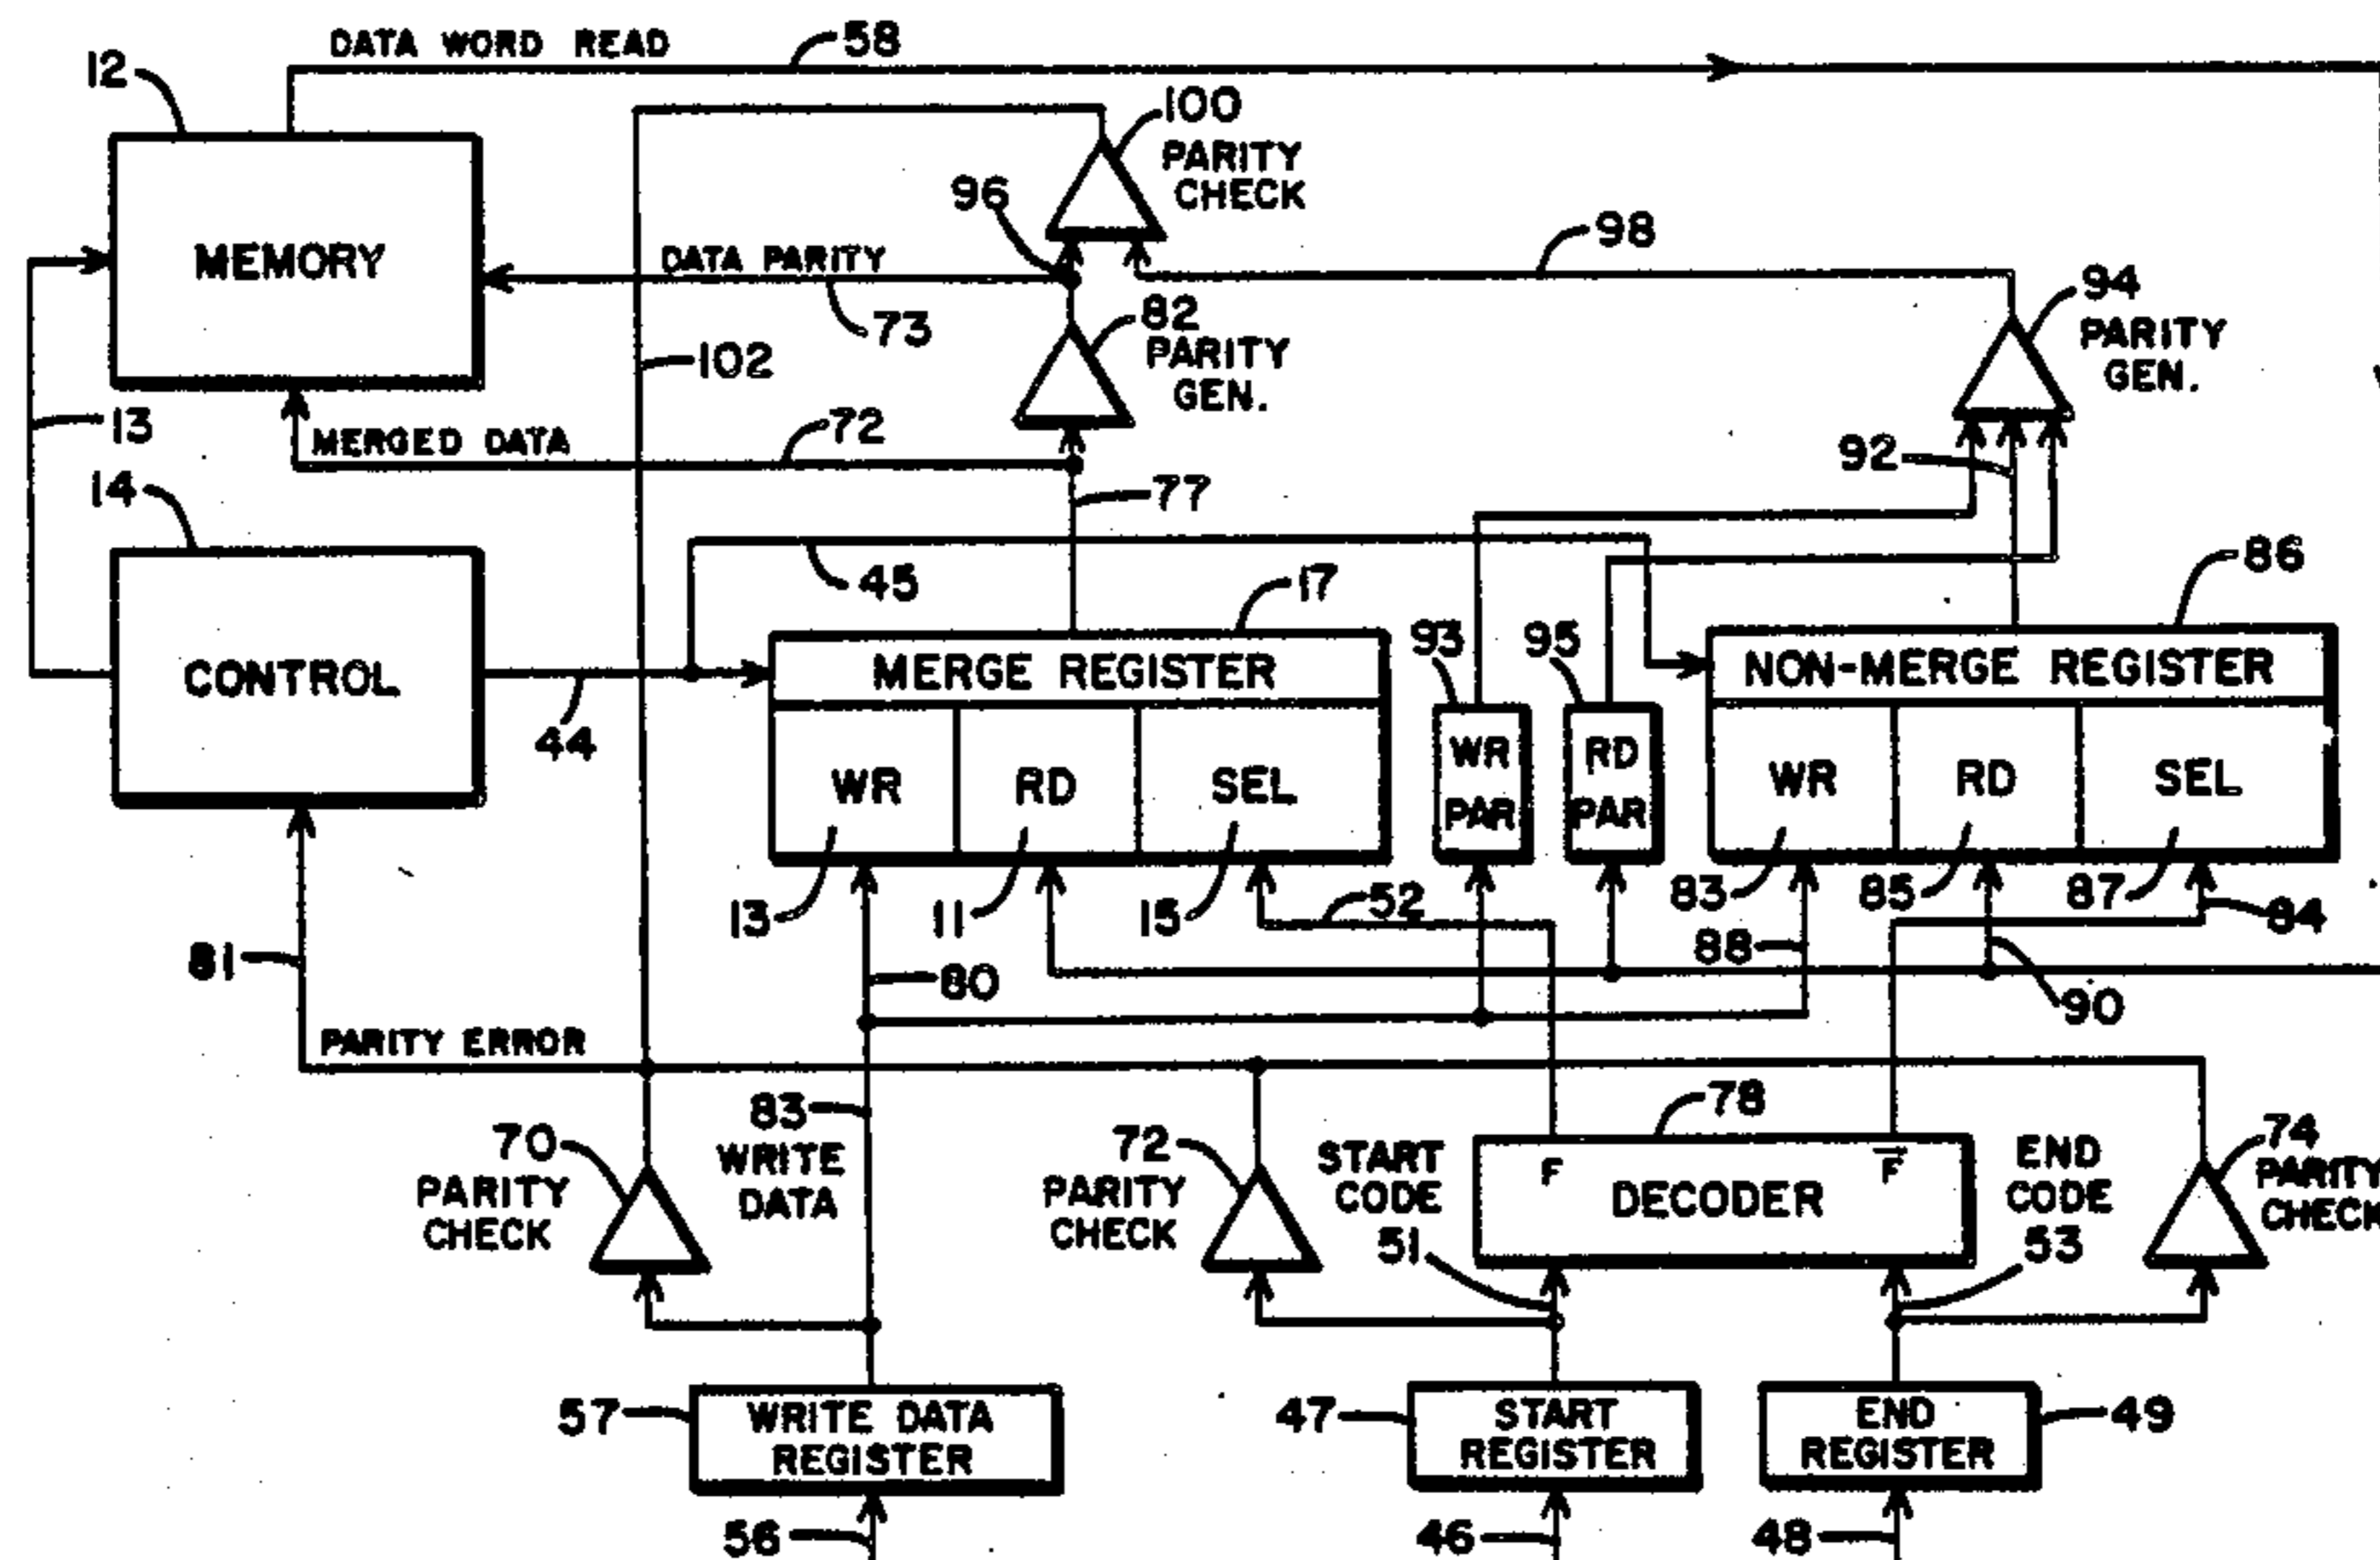 DATA WORD READ
58
12
100
PARITY
CHECK
96
98
MEMORY
DATA PARITY
94
PARITY
GEN.
73
82
PARITY
GEN.
102
13
MERGED DATA
72
92
14
77
45
17
86
93
95
CONTROL
MERGE REGISTER
NON-MERGE REGISTER
44
WR
RD
SEL
WR
PAR
RD
PAR
WR
RD
SEL
13
11
15
52
83
85
87
84
88
81
80
90
PARITY ERROR
83
WRITE
DATA
78
70
PARITY
CHECK
72
PARITY
CHECK
START
CODE
51
F
F̅
DECODER
END
CODE
53
74
PARITY
CHECK
57
WRITE DATA
REGISTER
47
START
REGISTER
END
REGISTER
49
56
46
48